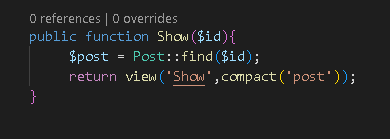 0 references | 0 overrides
public function Show($id){
$post = Post::find($id);
return view('Show',compact('post'));
}